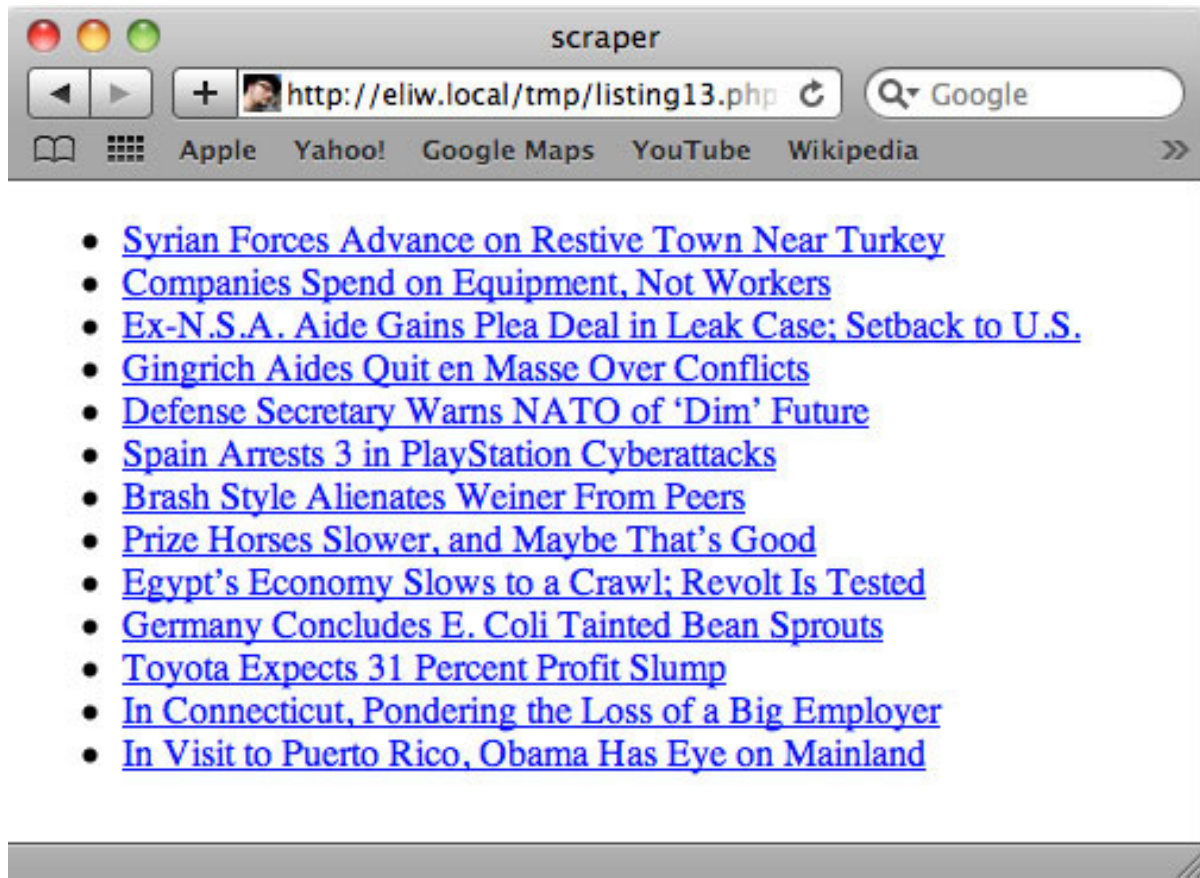 scraper
http://eliw.local/tmp/listing13.php
Google
Apple Yahoo! Google Maps YouTube Wikipedia
Syrian Forces Advance on Restive Town Near Turkey
Companies Spend on Equipment, Not Workers
Ex-N.S.A. Aide Gains Plea Deal in Leak Case; Setback to U.S.
Gingrich Aides Quit en Masse Over Conflicts
Defense Secretary Warns NATO of ‘Dim’ Future
Spain Arrests 3 in PlayStation Cyberattacks
Brash Style Alienates Weiner From Peers
Prize Horses Slower, and Maybe That’s Good
Egypt’s Economy Slows to a Crawl; Revolt Is Tested
Germany Concludes E. Coli Tainted Bean Sprouts
Toyota Expects 31 Percent Profit Slump
In Connecticut, Pondering the Loss of a Big Employer
In Visit to Puerto Rico, Obama Has Eye on Mainland